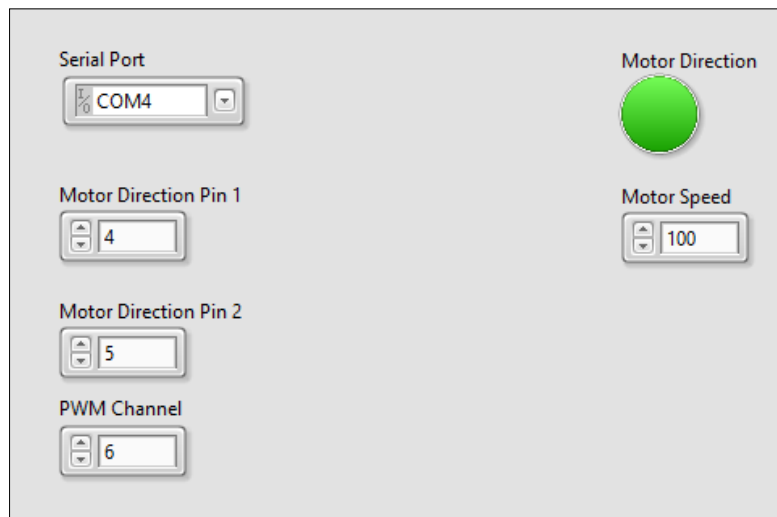 Serial Port
I/O COM4
Motor Direction Pin 1
4
Motor Direction Pin 2
5
PWM Channel
6
Motor Direction
Motor Speed
100